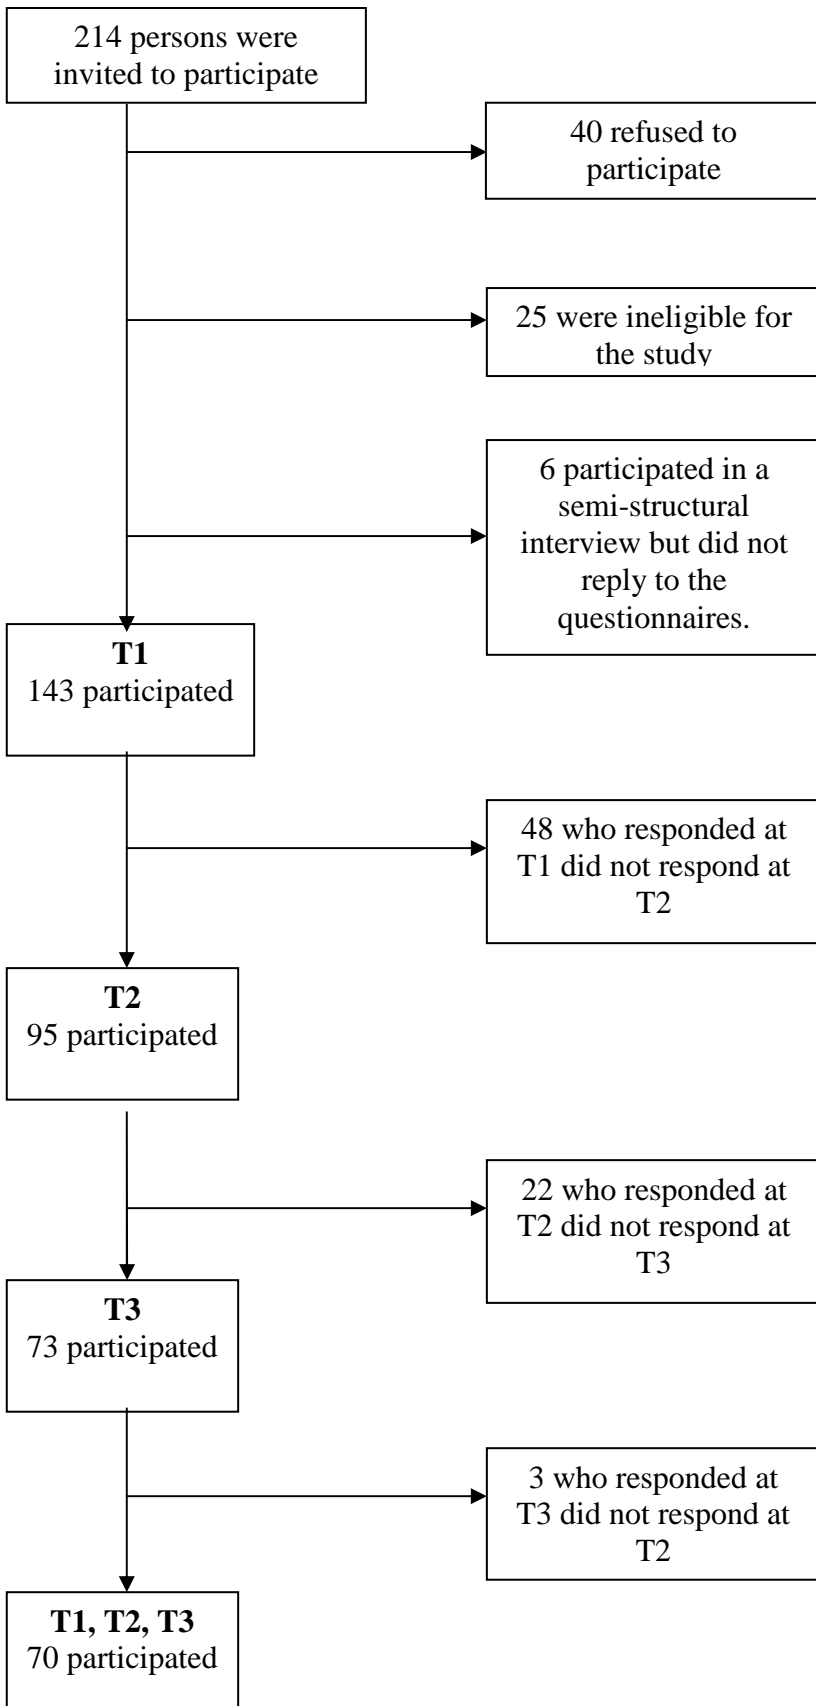 214 persons were
invited to participate
40 refused to
participate
25 were ineligible for
the study
6 participated in a
semi-structural
interview but did not
reply to the
questionnaires.
T1
143 participated
48 who responded at
T1 did not respond at
T2
T2
95 participated
22 who responded at
T2 did not respond at
T3
T3
73 participated
3 who responded at
T3 did not respond at
T2
T1, T2, T3
70 participated